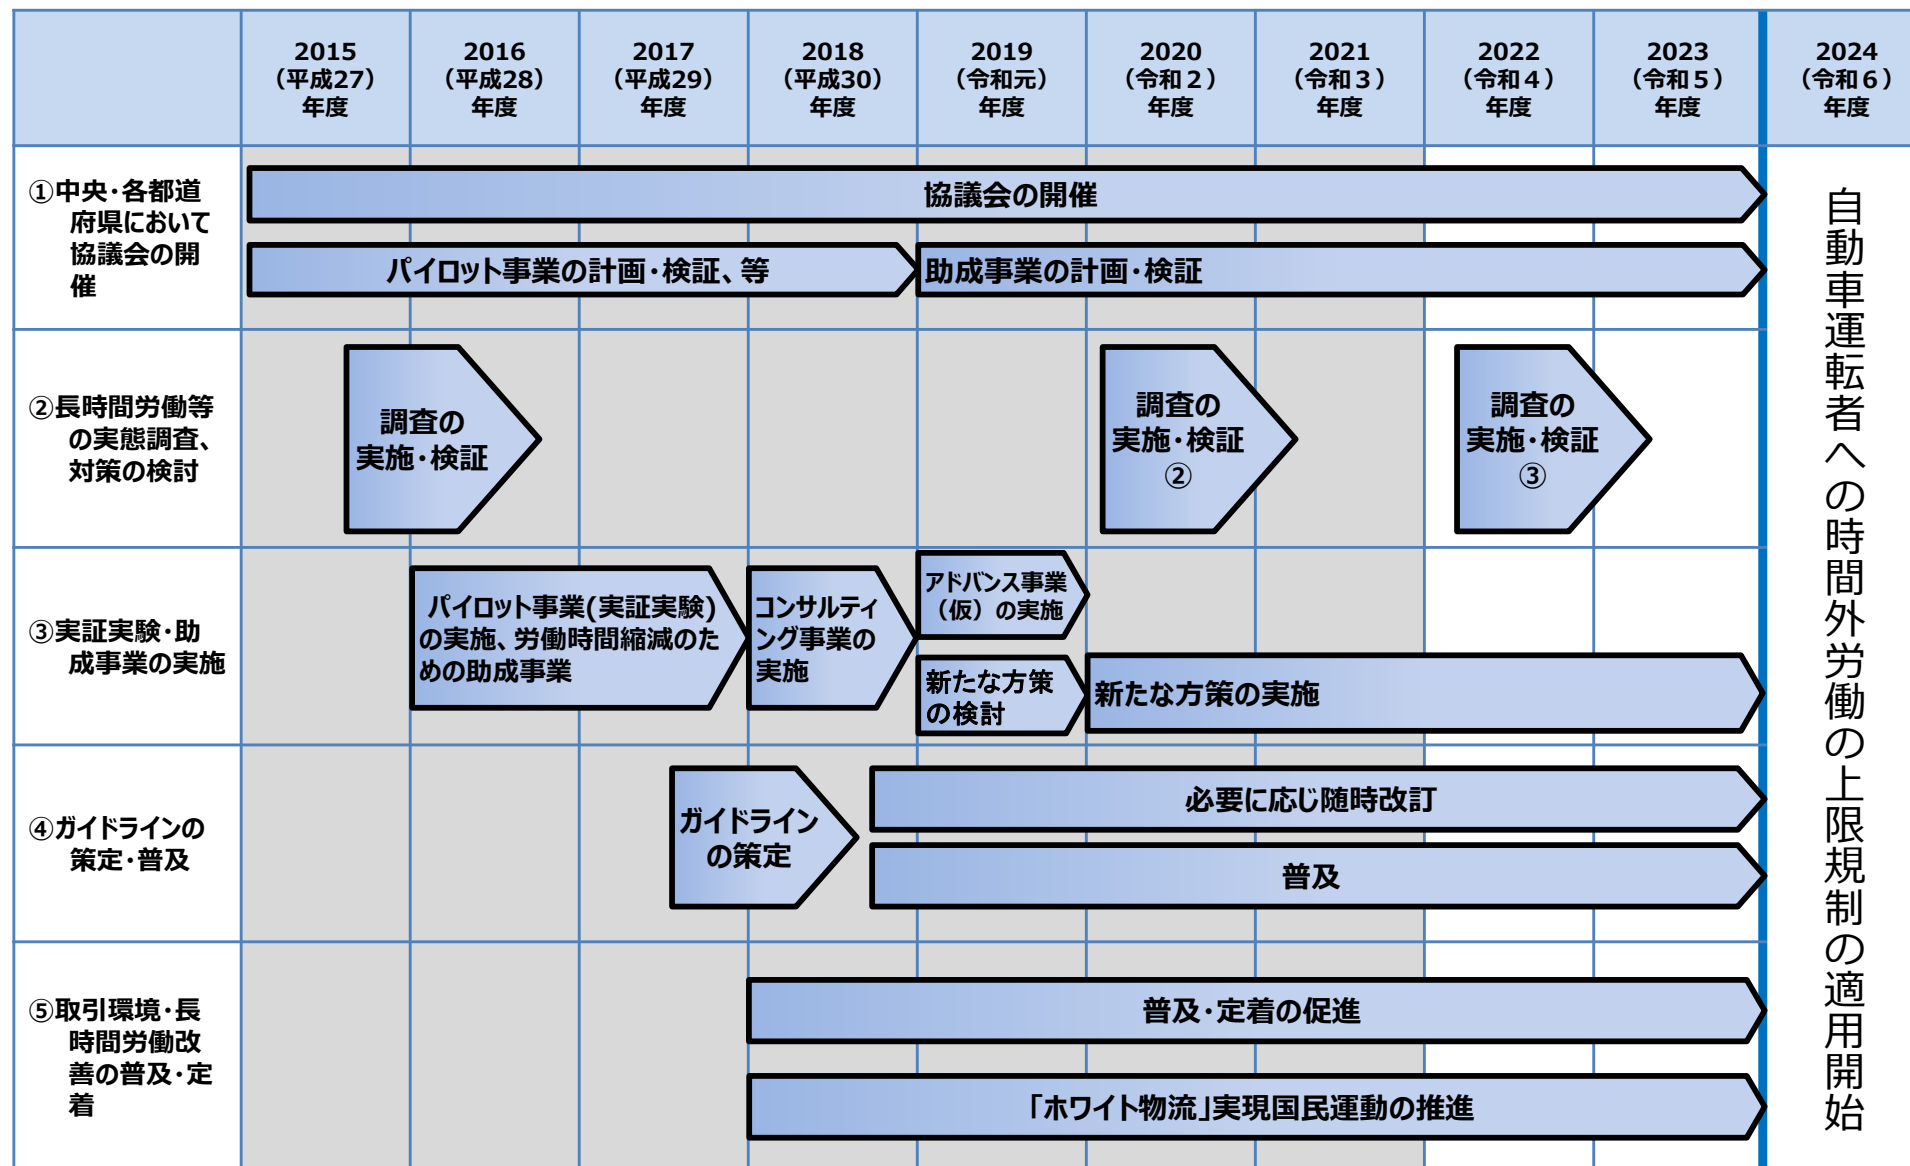 2015
（平成27）
年度
2016
（平成28）
年度
2017
（平成29）
年度
2018
（平成30）
年度
2019
（令和元）
年度
2020
（令和２）
年度
2021
（令和３）
年度
2022
（令和４）
年度
2023
（令和５）
年度
2024
（令和６）
年度
①中央・各都道
府県において
協議会の開
催
協議会の開催
パイロット事業の計画・検証、等
助成事業の計画・検証
②長時間労働等
の実態調査、
対策の検討
調査の
実施・検証
調査の
実施・検証
②
調査の
実施・検証
③
③実証実験・助
成事業の実施
パイロット事業(実証実験)
の実施、労働時間縮減のた
めの助成事業
コンサルティ
ング事業の
実施
アドバンス事業
（仮）の実施
新たな方策
の検討
新たな方策の実施
④ガイドラインの
策定・普及
ガイドライン
の策定
必要に応じ随時改訂
普及
⑤取引環境・長
時間労働改
善の普及・定
着
普及・定着の促進
「ホワイト物流」実現国民運動の推進
自動車運転者への時間外労働の上限規制の適用開始